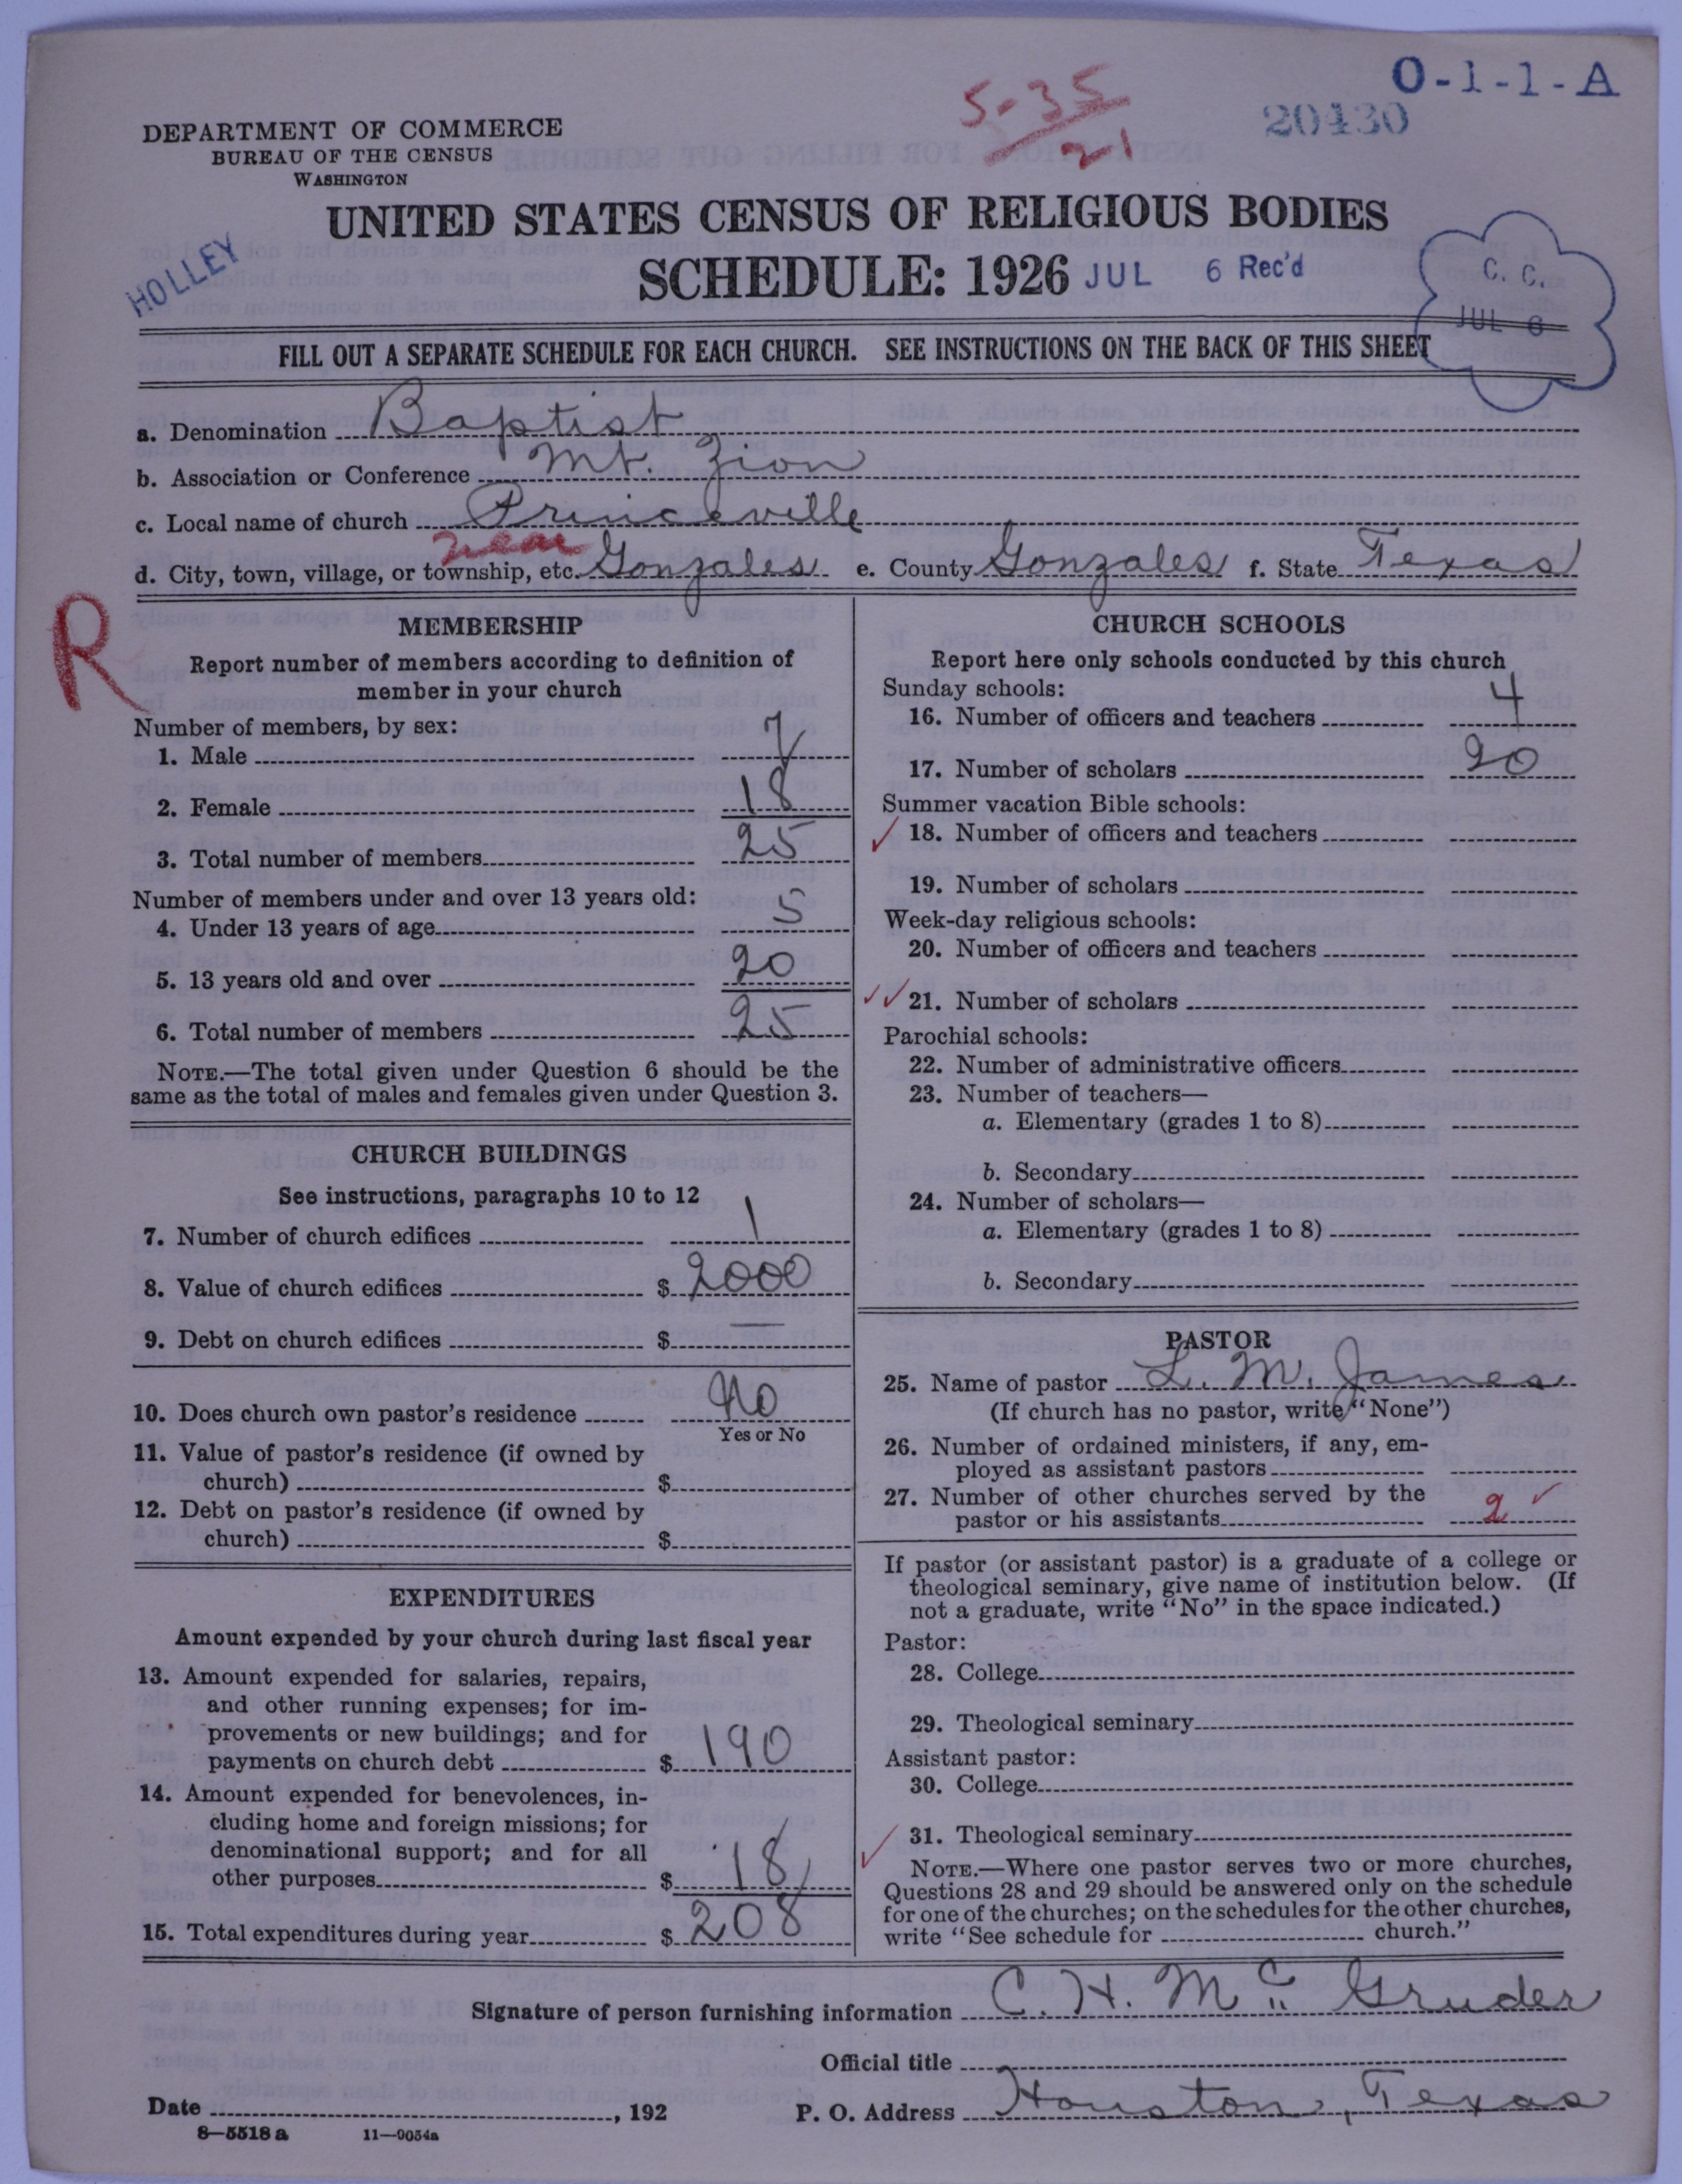 O-1-1-A
5-35
21
20430
DEPARTMENT OF COMMERCE
BUREAU OF THE CENSUS
WASHINGTON
UNITED STATES CENSUS OF RELIGIOUS BODIES
HOLLEY
SCHEDULE: 1926 JUL 6 Rec'd
C. C.
JUL 6
FILL OUT A SEPARATE SCHEDULE FOR EACH CHURCH. SEE INSTRUCTIONS ON THE BACK OF THIS SHEET
a. Denomination Baptist
b. Association or Conference Mt. Zion
c. Local name of church Princeville
near
d. City, town, village, or township, etc. Gonzales e. County Gonzales f. State Texas
R
MEMBERSHIP
Report number of members according to definition of
member in your church
Number of members, by sex:
1. Male 7
2. Female 18
3. Total number of members 25
Number of members under and over 13 years old:
4. Under 13 years of age 5
5. 13 years old and over 20
6. Total number of members 25
NOTE.—The total given under Question 6 should be the
same as the total of males and females given under Question 3.
CHURCH BUILDINGS
See instructions, paragraphs 10 to 12
7. Number of church edifices 1
8. Value of church edifices $ 2000
9. Debt on church edifices $ —
10. Does church own pastor's residence No
Yes or No
11. Value of pastor's residence (if owned by
church) $
12. Debt on pastor's residence (if owned by
church) $
EXPENDITURES
Amount expended by your church during last fiscal year
13. Amount expended for salaries, repairs,
and other running expenses; for im-
provements or new buildings; and for
payments on church debt $ 190
14. Amount expended for benevolences, in-
cluding home and foreign missions; for
denominational support; and for all
other purposes $ 18
15. Total expenditures during year $ 208
CHURCH SCHOOLS
Report here only schools conducted by this church
Sunday schools:
16. Number of officers and teachers 4
17. Number of scholars 20
Summer vacation Bible schools:
✓ 18. Number of officers and teachers
19. Number of scholars
Week-day religious schools:
20. Number of officers and teachers
✓✓ 21. Number of scholars
Parochial schools:
22. Number of administrative officers
23. Number of teachers—
a. Elementary (grades 1 to 8)
b. Secondary
24. Number of scholars—
a. Elementary (grades 1 to 8)
b. Secondary
PASTOR
25. Name of pastor L. M. James
(If church has no pastor, write "None")
26. Number of ordained ministers, if any, em-
ployed as assistant pastors
27. Number of other churches served by the
pastor or his assistants 2 ✓
If pastor (or assistant pastor) is a graduate of a college or
theological seminary, give name of institution below. (If
not a graduate, write "No" in the space indicated.)
Pastor:
28. College
29. Theological seminary
Assistant pastor:
30. College
✓ 31. Theological seminary
NOTE.—Where one pastor serves two or more churches,
Questions 28 and 29 should be answered only on the schedule
for one of the churches; on the schedules for the other churches,
write "See schedule for church."
Signature of person furnishing information C. H. McGruder
Official title
Date , 192 P. O. Address Houston, Texas
8—5518 a 11—0054a